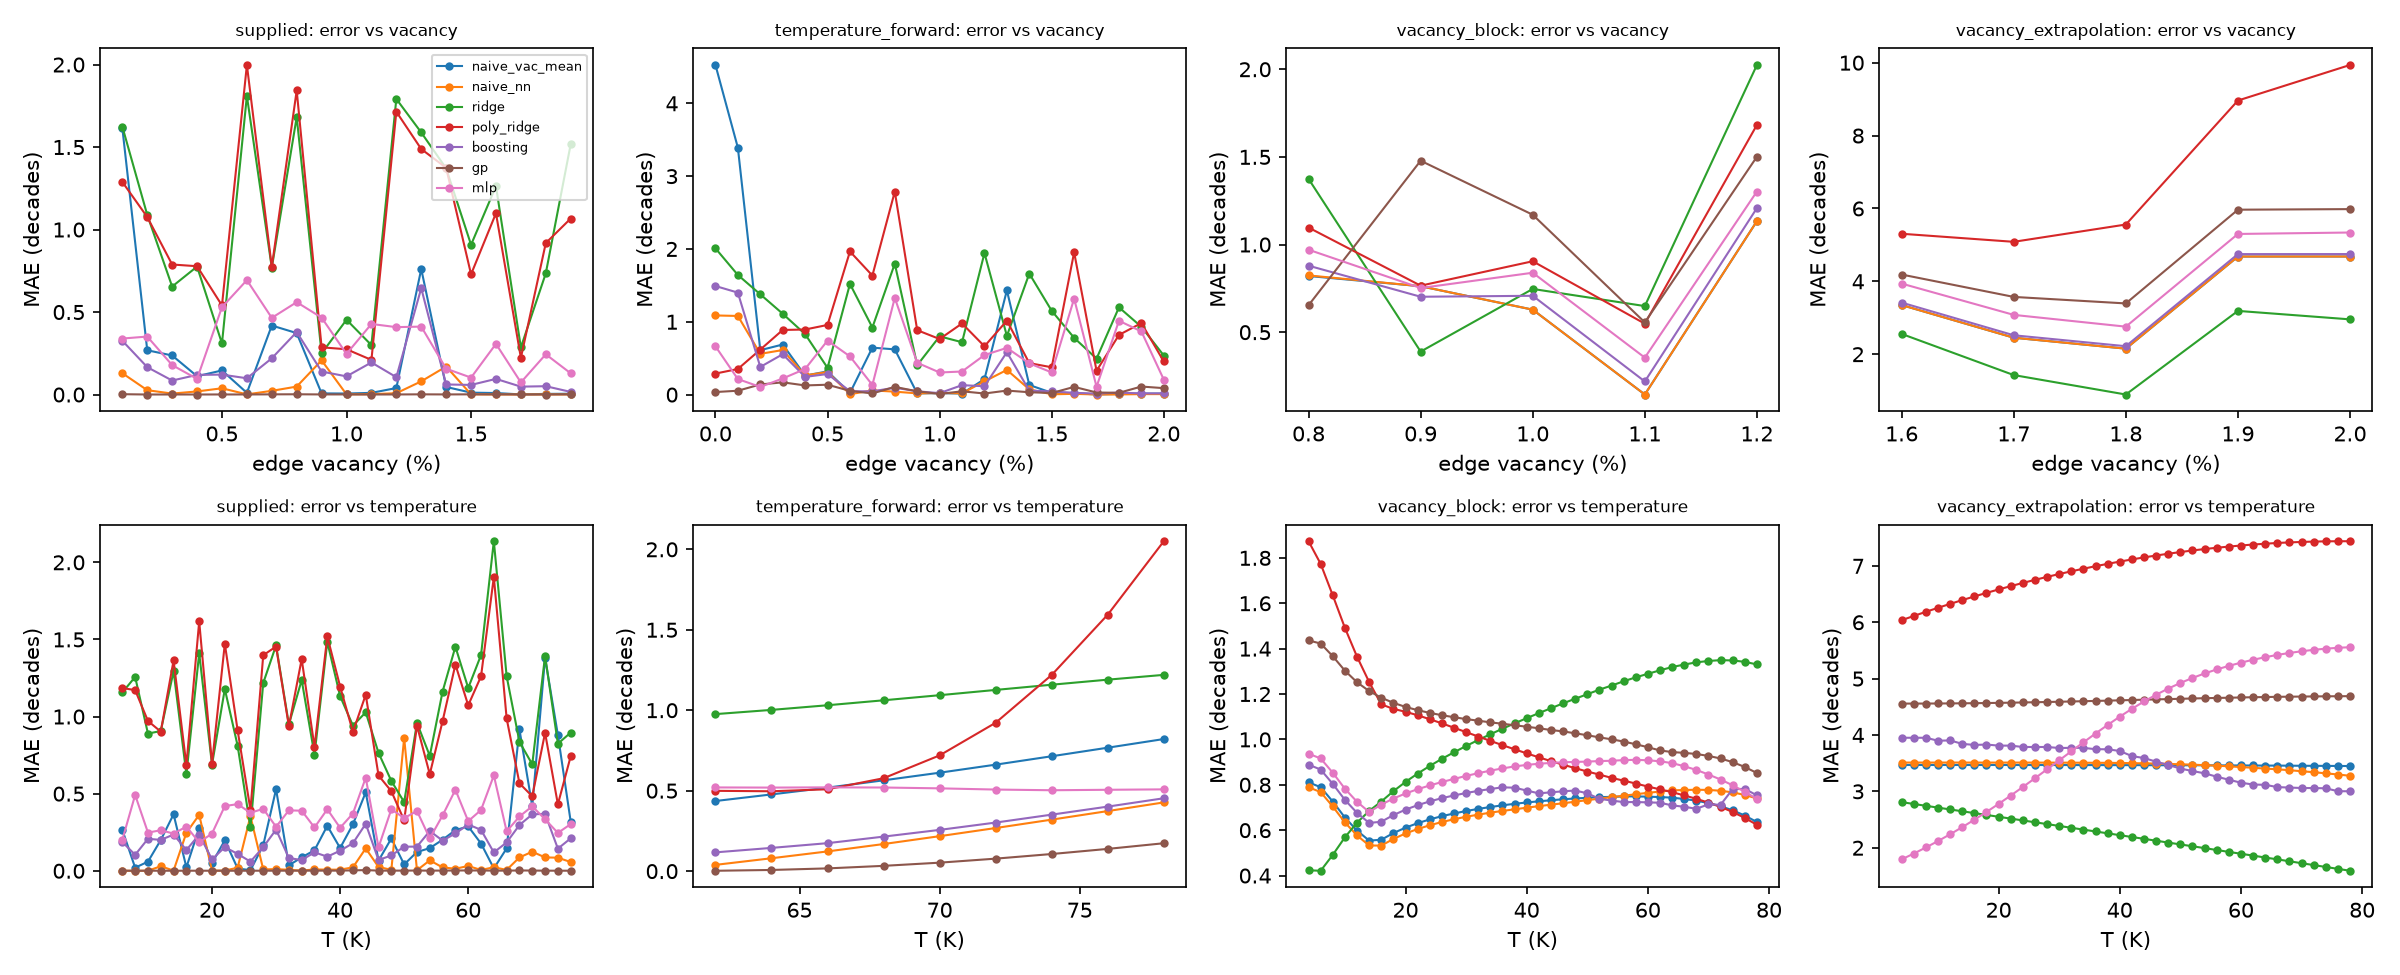 supplied: error vs vacancy
MAE (decades)
2.0
1.5
1.0
0.5
0.0
0.5 1.0 1.5
edge vacancy (%)
naive_vac_mean
naive_nn
ridge
poly_ridge
boosting
gp
mlp
temperature_forward: error vs vacancy
MAE (decades)
4
3
2
1
0
0.0 0.5 1.0 1.5 2.0
edge vacancy (%)
vacancy_block: error vs vacancy
MAE (decades)
2.0
1.5
1.0
0.5
0.8 0.9 1.0 1.1 1.2
edge vacancy (%)
vacancy_extrapolation: error vs vacancy
MAE (decades)
10
8
6
4
2
1.6 1.7 1.8 1.9 2.0
edge vacancy (%)
supplied: error vs temperature
MAE (decades)
2.0
1.5
1.0
0.5
0.0
20 40 60
T (K)
temperature_forward: error vs temperature
MAE (decades)
2.0
1.5
1.0
0.5
0.0
65 70 75
T (K)
vacancy_block: error vs temperature
MAE (decades)
1.8
1.6
1.4
1.2
1.0
0.8
0.6
0.4
20 40 60 80
T (K)
vacancy_extrapolation: error vs temperature
MAE (decades)
7
6
5
4
3
2
20 40 60 80
T (K)